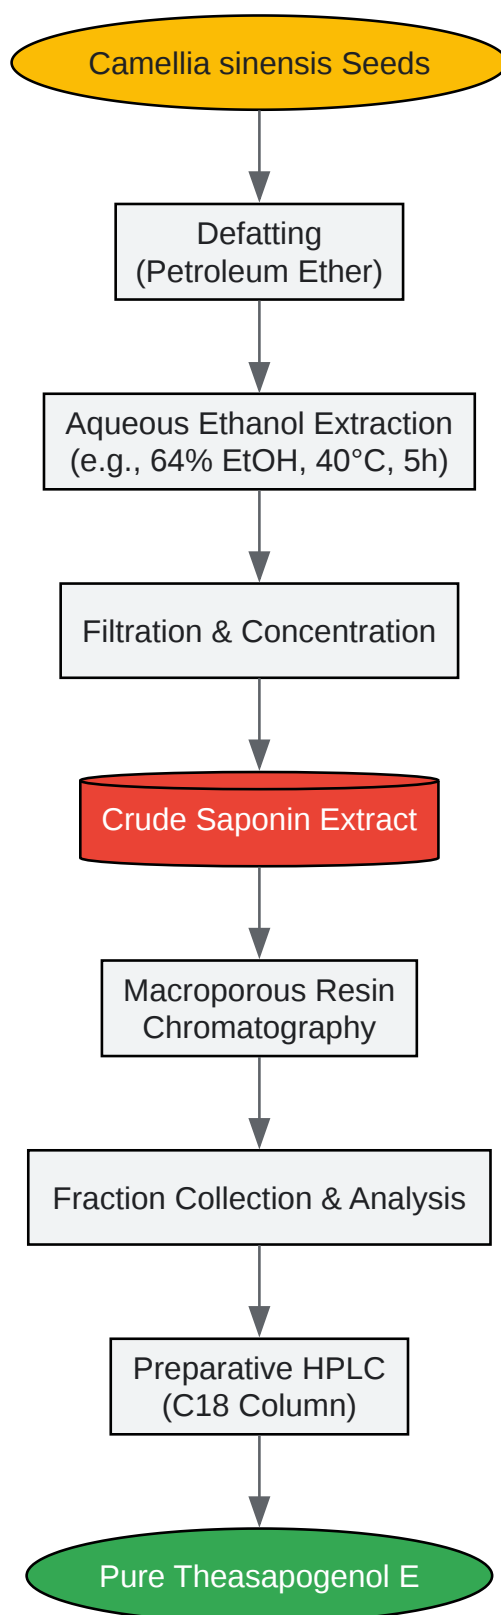 Camellia sinensis Seeds
Defatting
(Petroleum Ether)
Aqueous Ethanol Extraction
(e.g., 64% EtOH, 40°C, 5h)
Filtration & Concentration
Crude Saponin Extract
Macroporous Resin
Chromatography
Fraction Collection & Analysis
Preparative HPLC
(C18 Column)
Pure Theasapogenol E